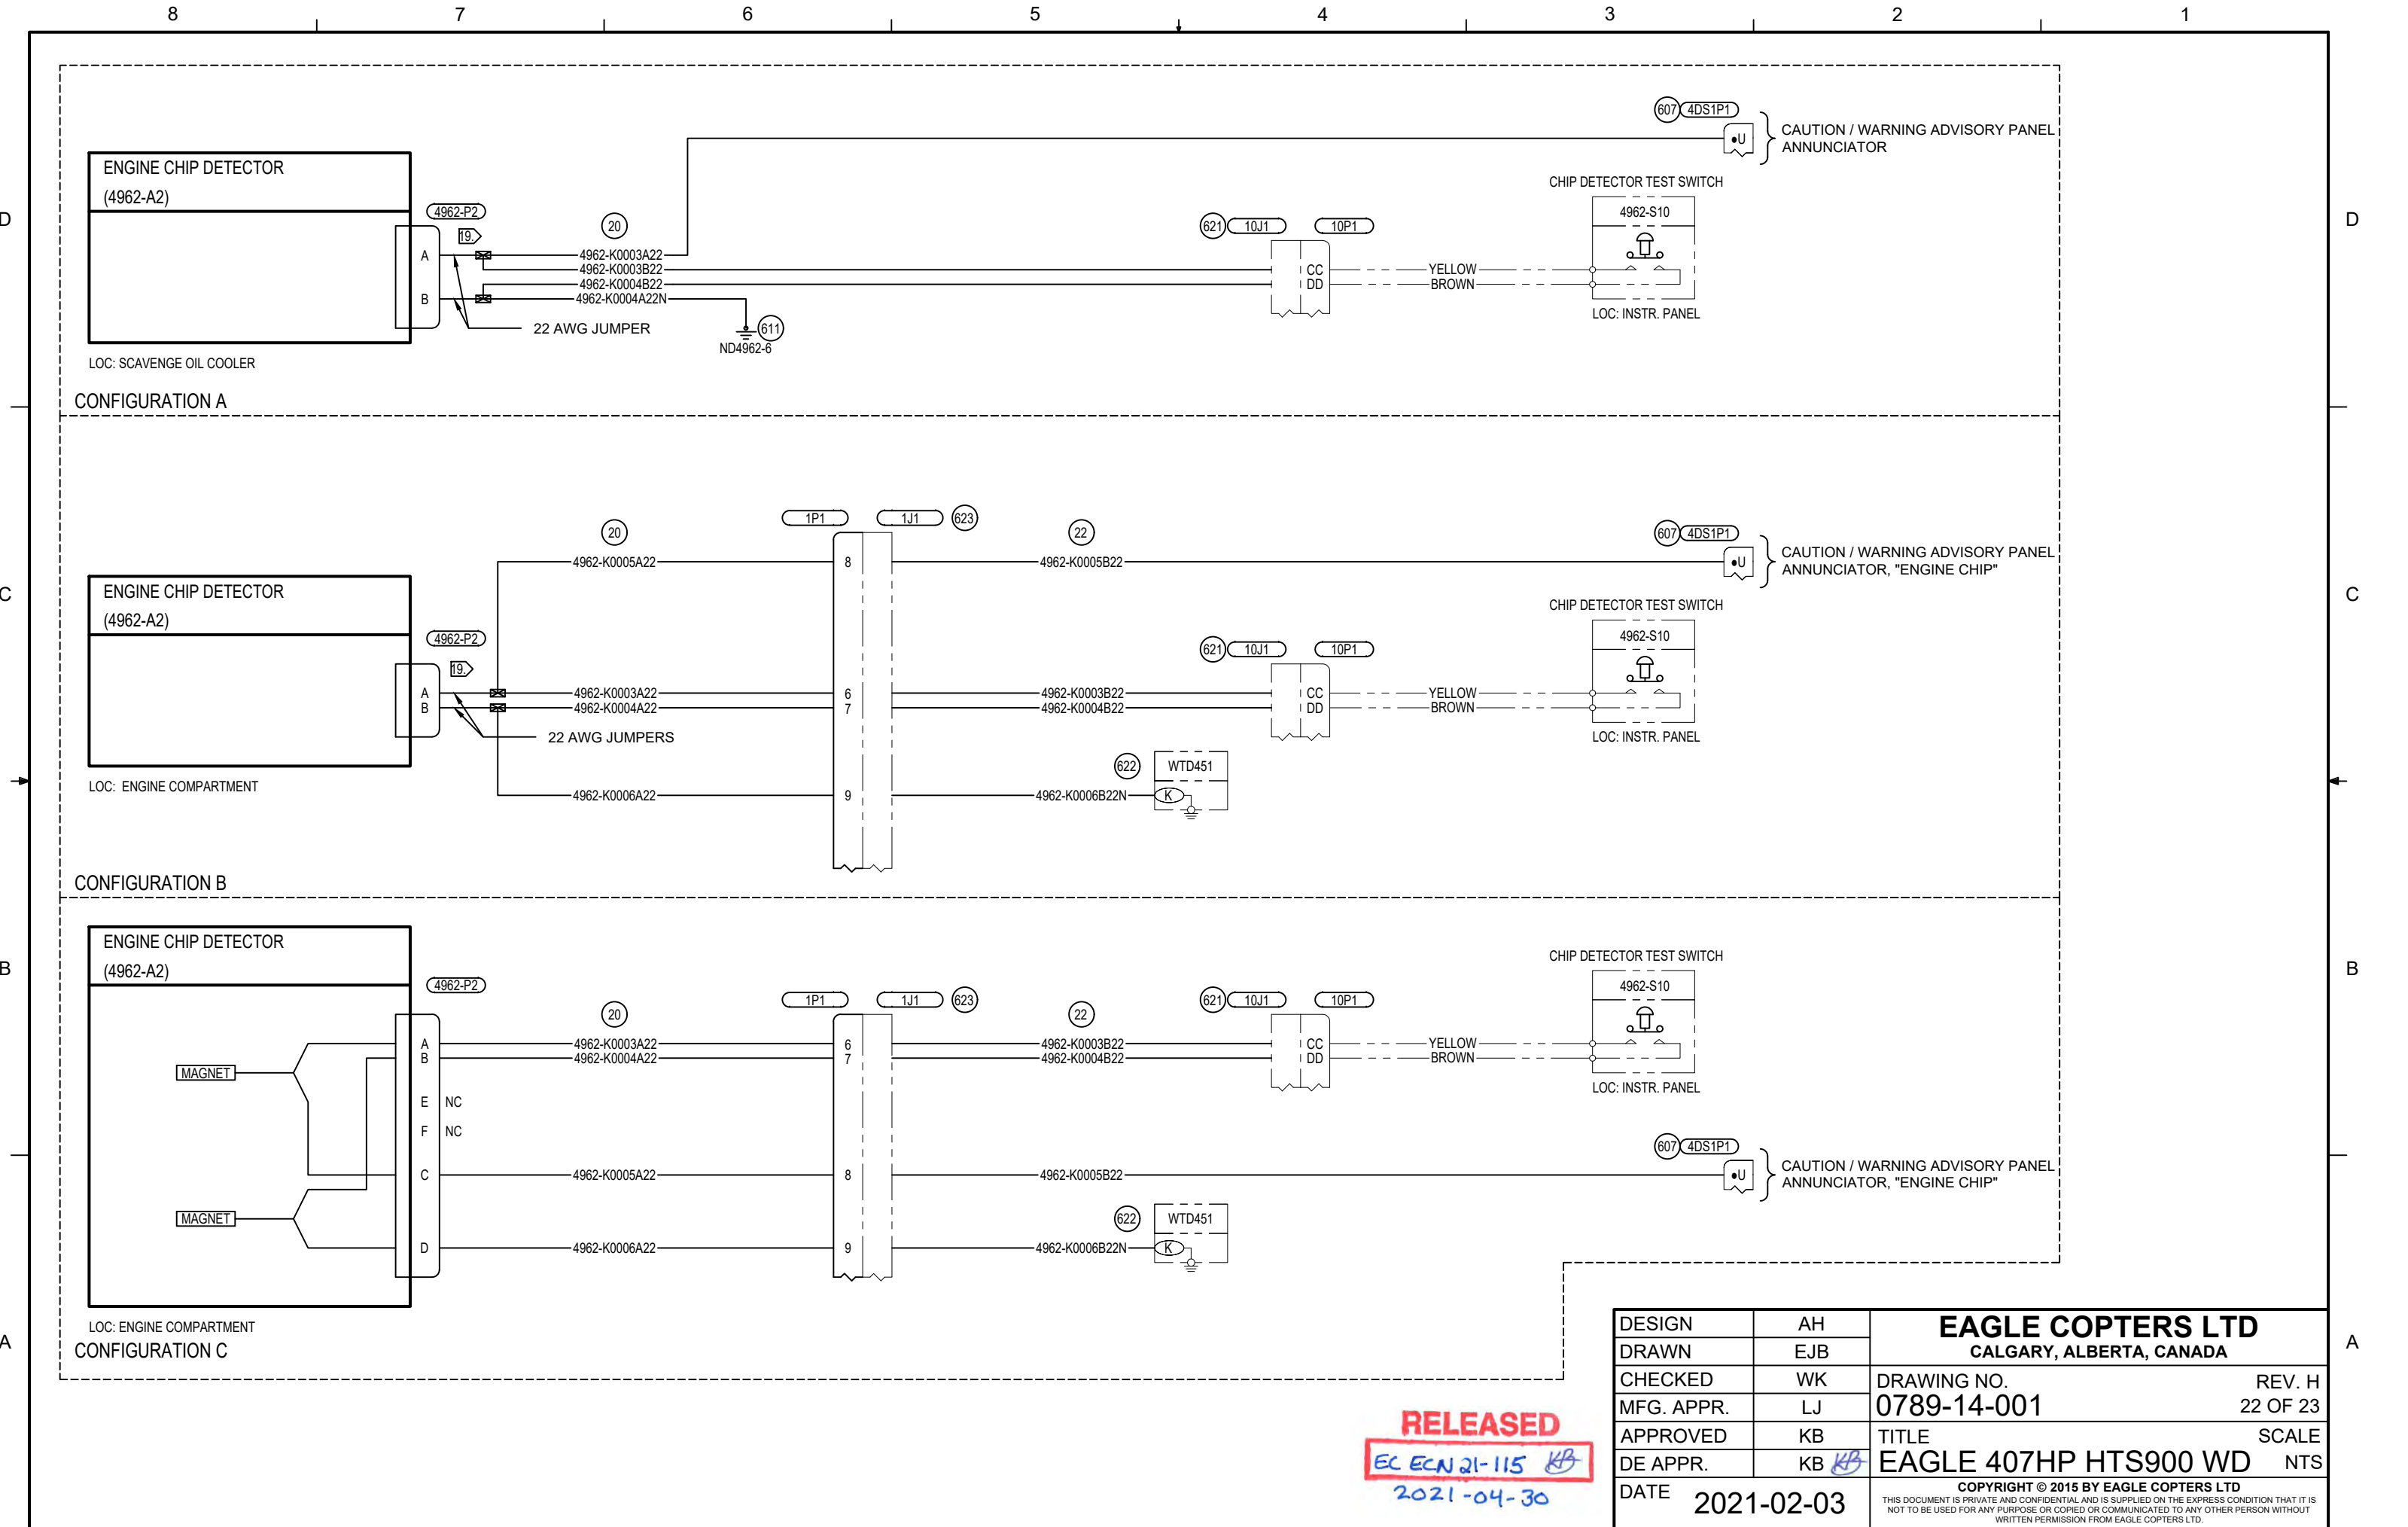 8 7 6 5 4 3 2 1
D
D
C
C
B
B
A
A
607 4DS1P1
•U
CAUTION / WARNING ADVISORY PANEL
ANNUNCIATOR
ENGINE CHIP DETECTOR
(4962-A2)
4962-P2
19.
A
B
20
4962-K0003A22
4962-K0003B22
4962-K0004B22
4962-K0004A22N
22 AWG JUMPER
611
ND4962-6
621 10J1 10P1
CC
DD
YELLOW
BROWN
CHIP DETECTOR TEST SWITCH
4962-S10
LOC: INSTR. PANEL
LOC: SCAVENGE OIL COOLER
CONFIGURATION A
20
1P1 1J1 623
22
607 4DS1P1
4962-K0005A22 8 4962-K0005B22
•U
CAUTION / WARNING ADVISORY PANEL
ANNUNCIATOR, "ENGINE CHIP"
ENGINE CHIP DETECTOR
(4962-A2)
4962-P2
19.
CHIP DETECTOR TEST SWITCH
4962-S10
621 10J1 10P1
A 4962-K0003A22 6 4962-K0003B22 CC YELLOW
B 4962-K0004A22 7 4962-K0004B22 DD BROWN
22 AWG JUMPERS
LOC: INSTR. PANEL
622 WTD451
LOC: ENGINE COMPARTMENT
4962-K0006A22 9 4962-K0006B22N K
CONFIGURATION B
ENGINE CHIP DETECTOR
(4962-A2)
4962-P2
CHIP DETECTOR TEST SWITCH
4962-S10
20
1P1 1J1 623
22
621 10J1 10P1
A 4962-K0003A22 6 4962-K0003B22 CC YELLOW
B 4962-K0004A22 7 4962-K0004B22 DD BROWN
MAGNET
LOC: INSTR. PANEL
E NC
F NC
607 4DS1P1
C 4962-K0005A22 8 4962-K0005B22
•U
CAUTION / WARNING ADVISORY PANEL
ANNUNCIATOR, "ENGINE CHIP"
MAGNET
622 WTD451
D 4962-K0006A22 9 4962-K0006B22N K
LOC: ENGINE COMPARTMENT
CONFIGURATION C
RELEASED
EC ECN 21-115 KB
2021-04-30
DESIGN AH
DRAWN EJB
CHECKED WK
MFG. APPR. LJ
APPROVED KB
DE APPR. KB KB
DATE 2021-02-03
EAGLE COPTERS LTD
CALGARY, ALBERTA, CANADA
DRAWING NO. REV. H
0789-14-001 22 OF 23
TITLE SCALE
EAGLE 407HP HTS900 WD NTS
COPYRIGHT © 2015 BY EAGLE COPTERS LTD
THIS DOCUMENT IS PRIVATE AND CONFIDENTIAL AND IS SUPPLIED ON THE EXPRESS CONDITION THAT IT IS
NOT TO BE USED FOR ANY PURPOSE OR COPIED OR COMMUNICATED TO ANY OTHER PERSON WITHOUT
WRITTEN PERMISSION FROM EAGLE COPTERS LTD.